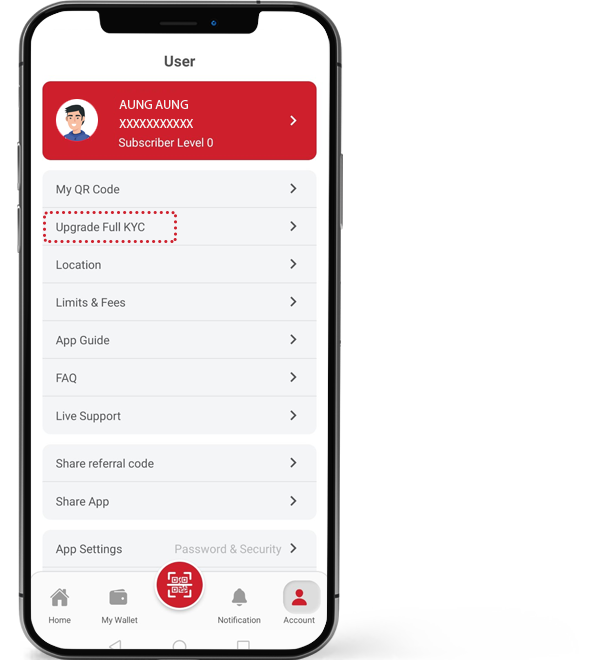 User
AUNG AUNG
XXXXXXXXXXX
Subscriber Level 0
My QR Code
Upgrade Full KYC
Location
Limits & Fees
App Guide
FAQ
Live Support
Share referral code
Share App
App Settings Password & Security
Home My Wallet Notification Account